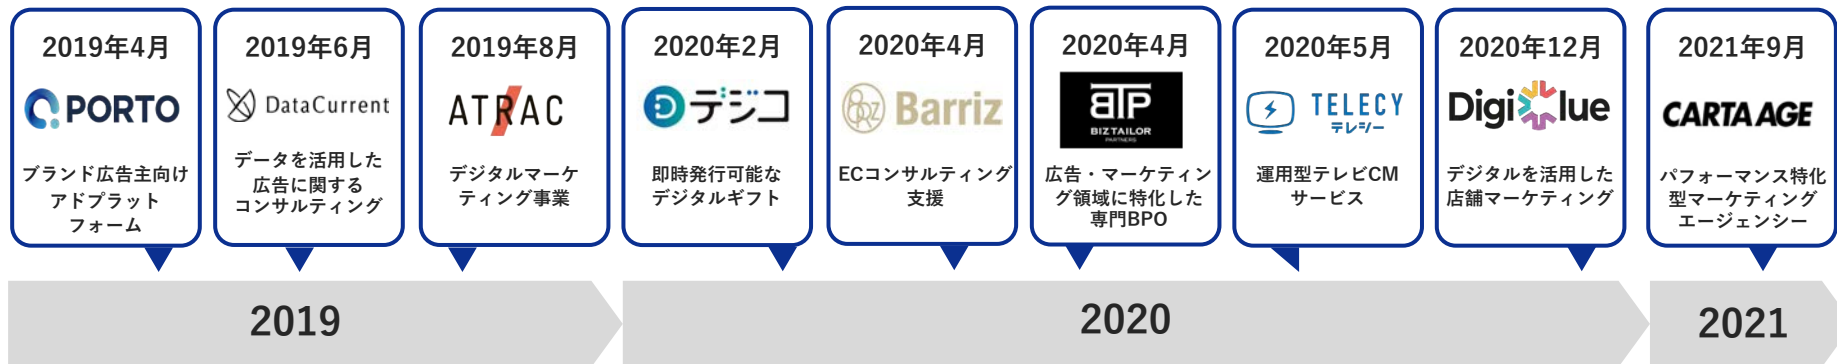 2019年4月
PORTO
ブランド広告主向け
アドプラット
フォーム
2019年6月
DataCurrent
データを活用した
広告に関する
コンサルティング
2019年8月
ATRAC
デジタルマーケ
ティング事業
2020年2月
デジコ
即時発行可能な
デジタルギフト
2020年4月
Barriz
ECコンサルティング
支援
2020年4月
BTP
BIZTAILOR
PARTNERS
広告・マーケティン
グ領域に特化した
専門BPO
2020年5月
TELECY
テレシー
運用型テレビCM
サービス
2020年12月
Digiclue
デジタルを活用した
店舗マーケティング
2021年9月
CARTA AGE
パフォーマンス特化
型マーケティング
エージェンシー
2019
2020
2021